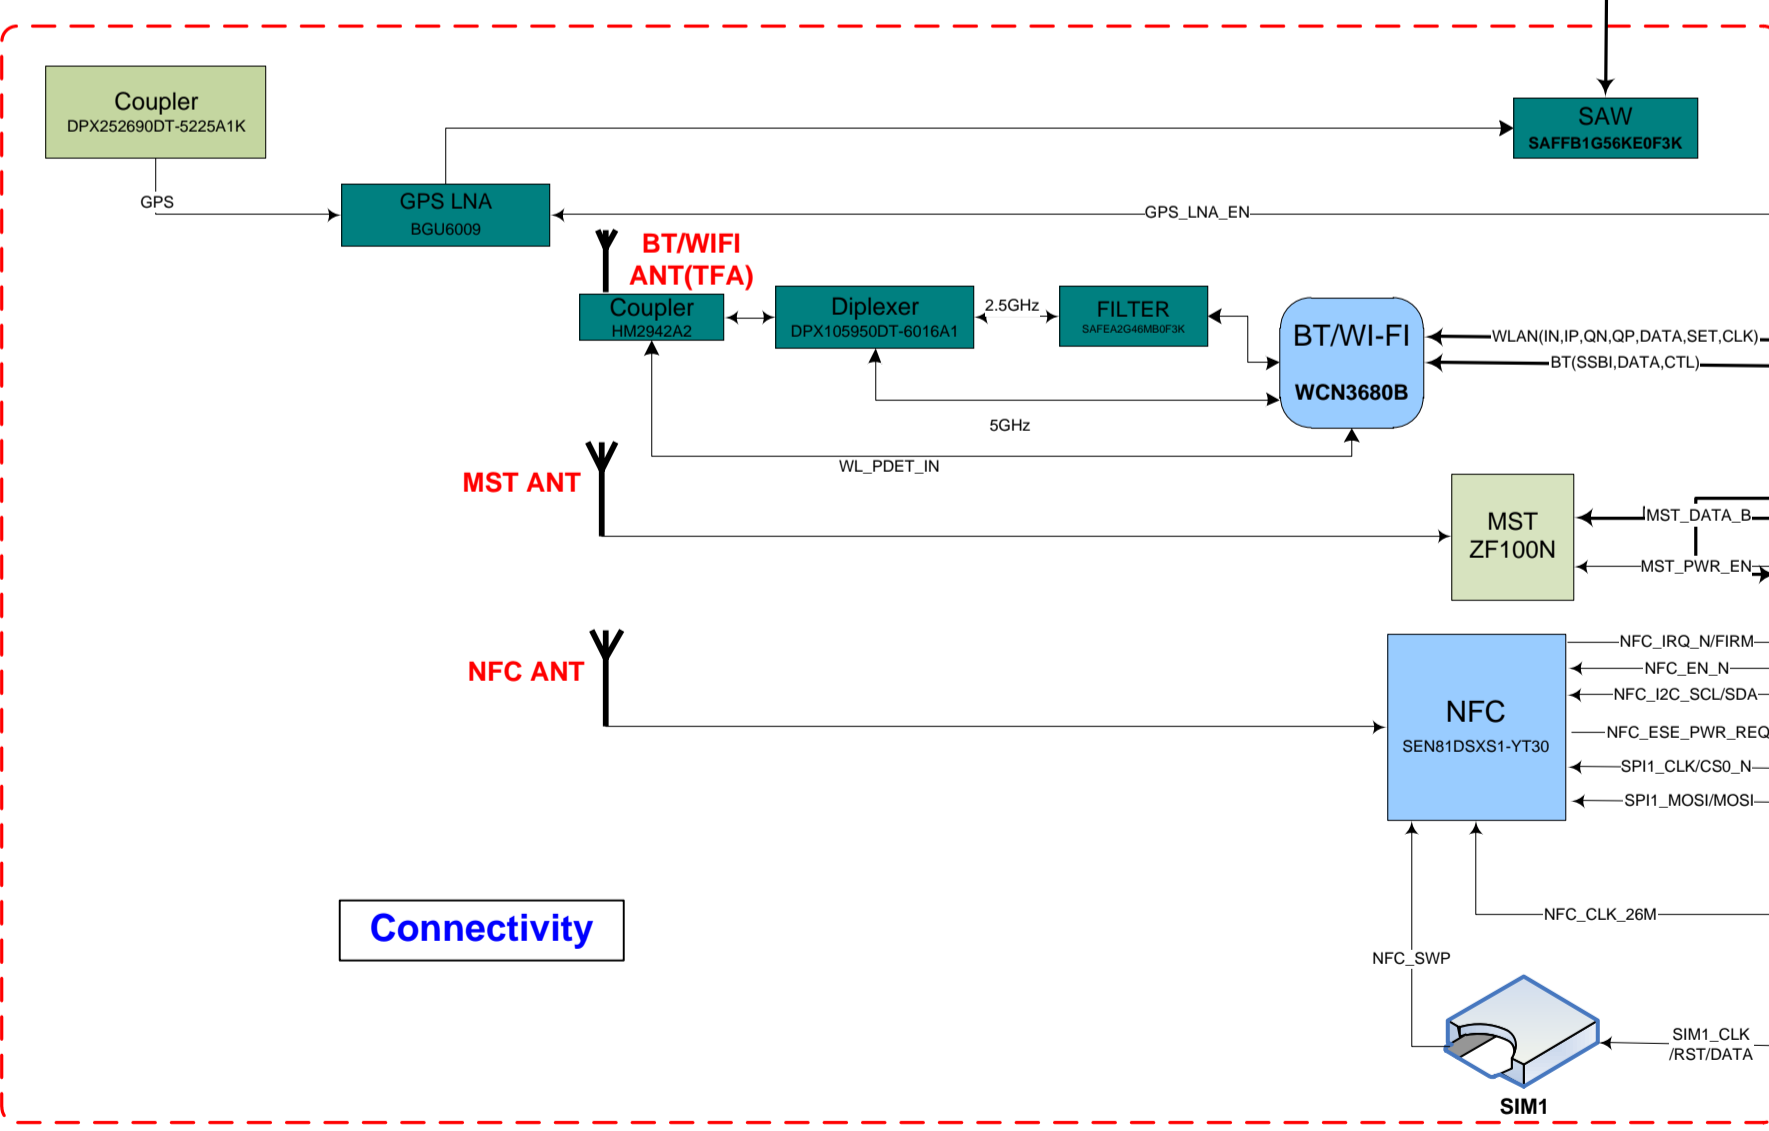 Coupler
DPX252690DT-5225A1K
SAW
SAFFB1G56KE0F3K
GPS
GPS LNA
BGU6009
GPS_LNA_EN
BT/WIFI
ANT(TFA)
Coupler
HM2942A2
Diplexer
DPX105950DT-6016A1
2.5GHz
FILTER
SAFEA2G46MB0F3K
BT/WI-FI
WCN3680B
WLAN(IN,IP,QN,QP,DATA,SET,CLK)
BT(SSBI,DATA,CTL)
5GHz
WL_PDET_IN
MST ANT
MST
ZF100N
MST_DATA_B
MST_PWR_EN
NFC ANT
NFC
SEN81DSXS1-YT30
NFC_IRQ_N/FIRM
NFC_EN_N
NFC_I2C_SCL/SDA
NFC_ESE_PWR_REQ
SPI1_CLK/CS0_N
SPI1_MOSI/MOSI
Connectivity
NFC_CLK_26M
NFC_SWP
SIM1_CLK
/RST/DATA
SIM1